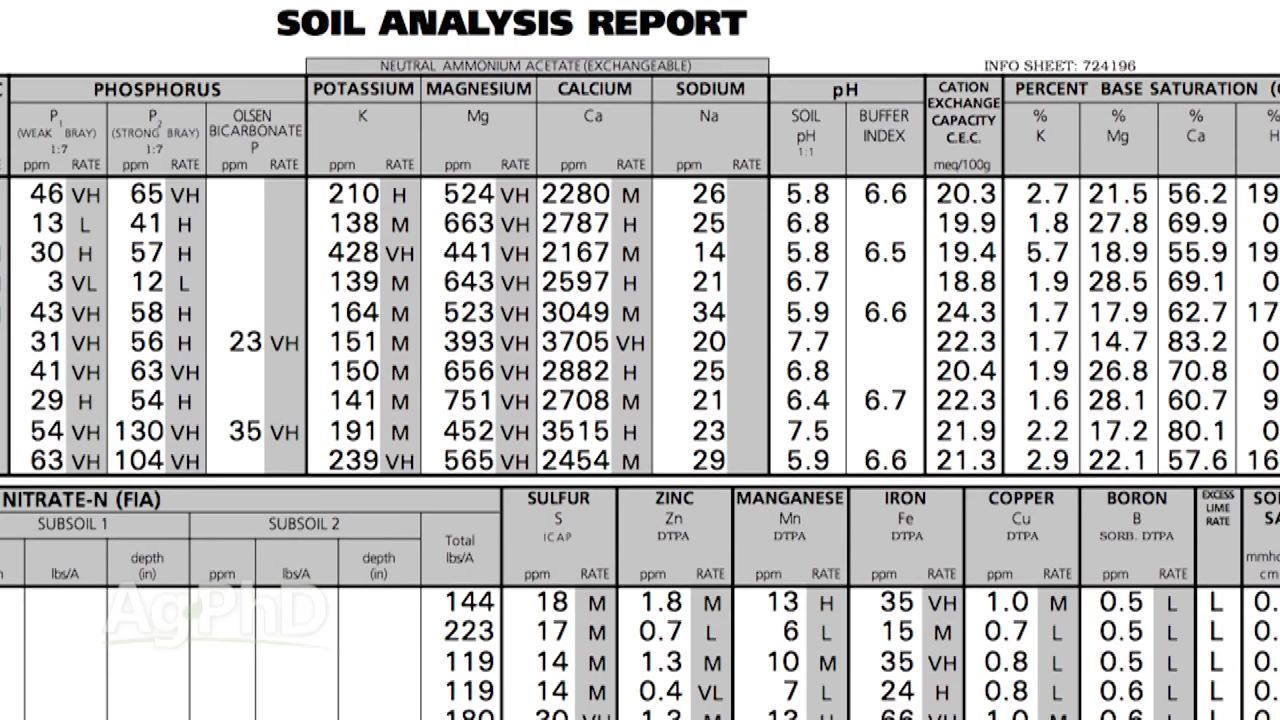 SOIL ANALYSIS REPORT
NEUTRAL AMMONIUM ACETATE (EXCHANGEABLE) INFO SHEET: 724196
PHOSPHORUS POTASSIUM MAGNESIUM CALCIUM SODIUM pH CATION EXCHANGE CAPACITY C.E.C. PERCENT BASE SATURATION (
P1 (WEAK BRAY) 1:7 P2 (STRONG BRAY) 1:7 OLSEN BICARBONATE P K Mg Ca Na SOIL pH 1:1 BUFFER INDEX % K % Mg % Ca % H
ppm RATE ppm RATE ppm RATE ppm RATE ppm RATE ppm RATE ppm RATE meq/100g
46 VH 65 VH 210 H 524 VH 2280 M 26 5.8 6.6 20.3 2.7 21.5 56.2 19
13 L 41 H 138 M 663 VH 2787 H 25 6.8 19.9 1.8 27.8 69.9 0.
30 H 57 H 428 VH 441 VH 2167 M 14 5.8 6.5 19.4 5.7 18.9 55.9 19
3 VL 12 L 139 M 643 VH 2597 H 21 6.7 18.8 1.9 28.5 69.1 0.
43 VH 58 H 164 M 523 VH 3049 M 34 5.9 6.6 24.3 1.7 17.9 62.7 17
31 VH 56 H 23 VH 151 M 393 VH 3705 VH 20 7.7 22.3 1.7 14.7 83.2 0.
41 VH 63 VH 150 M 656 VH 2882 H 25 6.8 20.4 1.9 26.8 70.8 0.
29 H 54 H 141 M 751 VH 2708 M 21 6.4 6.7 22.3 1.6 28.1 60.7 9.
54 VH 130 VH 35 VH 191 M 452 VH 3515 H 23 7.5 21.9 2.2 17.2 80.1 0.
63 VH 104 VH 239 VH 565 VH 2454 M 29 5.9 6.6 21.3 2.9 22.1 57.6 16
NITRATE-N (FIA) SULFUR ZINC MANGANESE IRON COPPER BORON EXCESS LIME RATE
SUBSOIL 1 SUBSOIL 2 Total lbs/A S ICAP Zn DTPA Mn DTPA Fe DTPA Cu DTPA B SORB. DTPA
lbs/A depth (in) ppm lbs/A depth (in) ppm RATE ppm RATE ppm RATE ppm RATE ppm RATE ppm RATE
144 18 M 1.8 M 13 H 35 VH 1.0 M 0.5 L L 0.
223 17 M 0.7 L 6 L 15 M 0.7 L 0.5 L L 0.
119 14 M 1.3 M 10 M 35 VH 0.8 L 0.5 L L 0.
119 14 M 0.4 VL 7 L 24 H 0.8 L 0.6 L L 0.
AgPhD